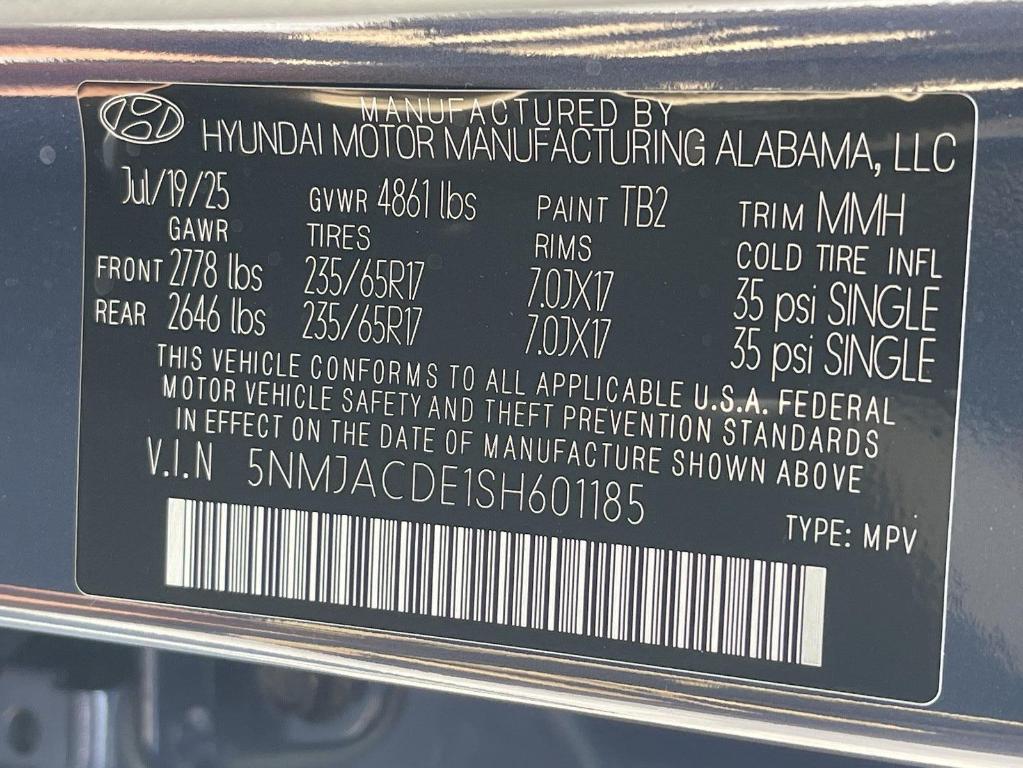 MANUFACTURED BY
HYUNDAI MOTOR MANUFACTURING ALABAMA, LLC
Jul/19/25 GVWR 4861 lbs PAINT TB2 TRIM MMH
GAWR TIRES RIMS COLD TIRE INFL
FRONT 2778 lbs 235/65R17 7.0JX17 35 psi SINGLE
REAR 2646 lbs 235/65R17 7.0JX17 35 psi SINGLE
THIS VEHICLE CONFORMS TO ALL APPLICABLE U.S.A. FEDERAL
MOTOR VEHICLE SAFETY AND THEFT PREVENTION STANDARDS
IN EFFECT ON THE DATE OF MANUFACTURE SHOWN ABOVE
V.I.N 5NMJACDE1SH601185
TYPE: MPV